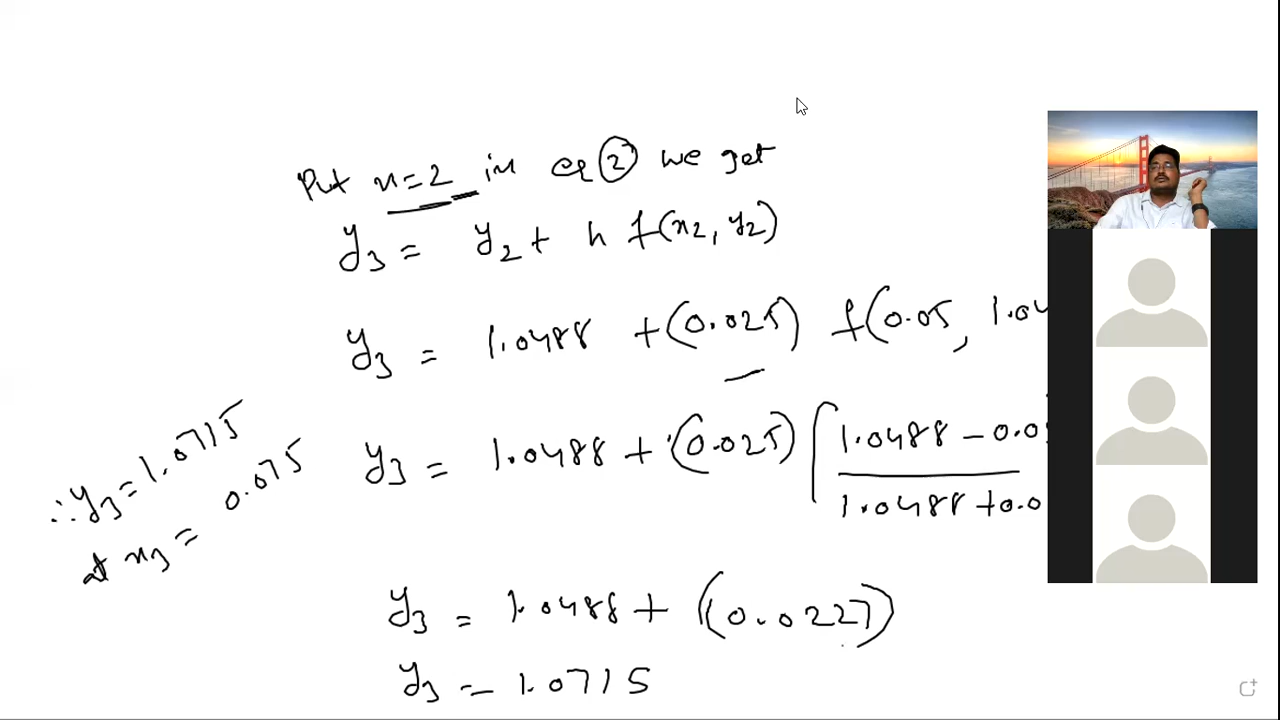 Put n=2 in eq (2) we get
y3 = y2 + h f(x2, y2)
y3 = 1.0488 + (0.025) f(0.05, 1.04
y3 = 1.0488 + (0.025) [ 1.0488 - 0.0
1.0488 + 0.0
∴ y3 = 1.0715
at x3 = 0.075
y3 = 1.0488 + (0.0227)
y3 = 1.0715